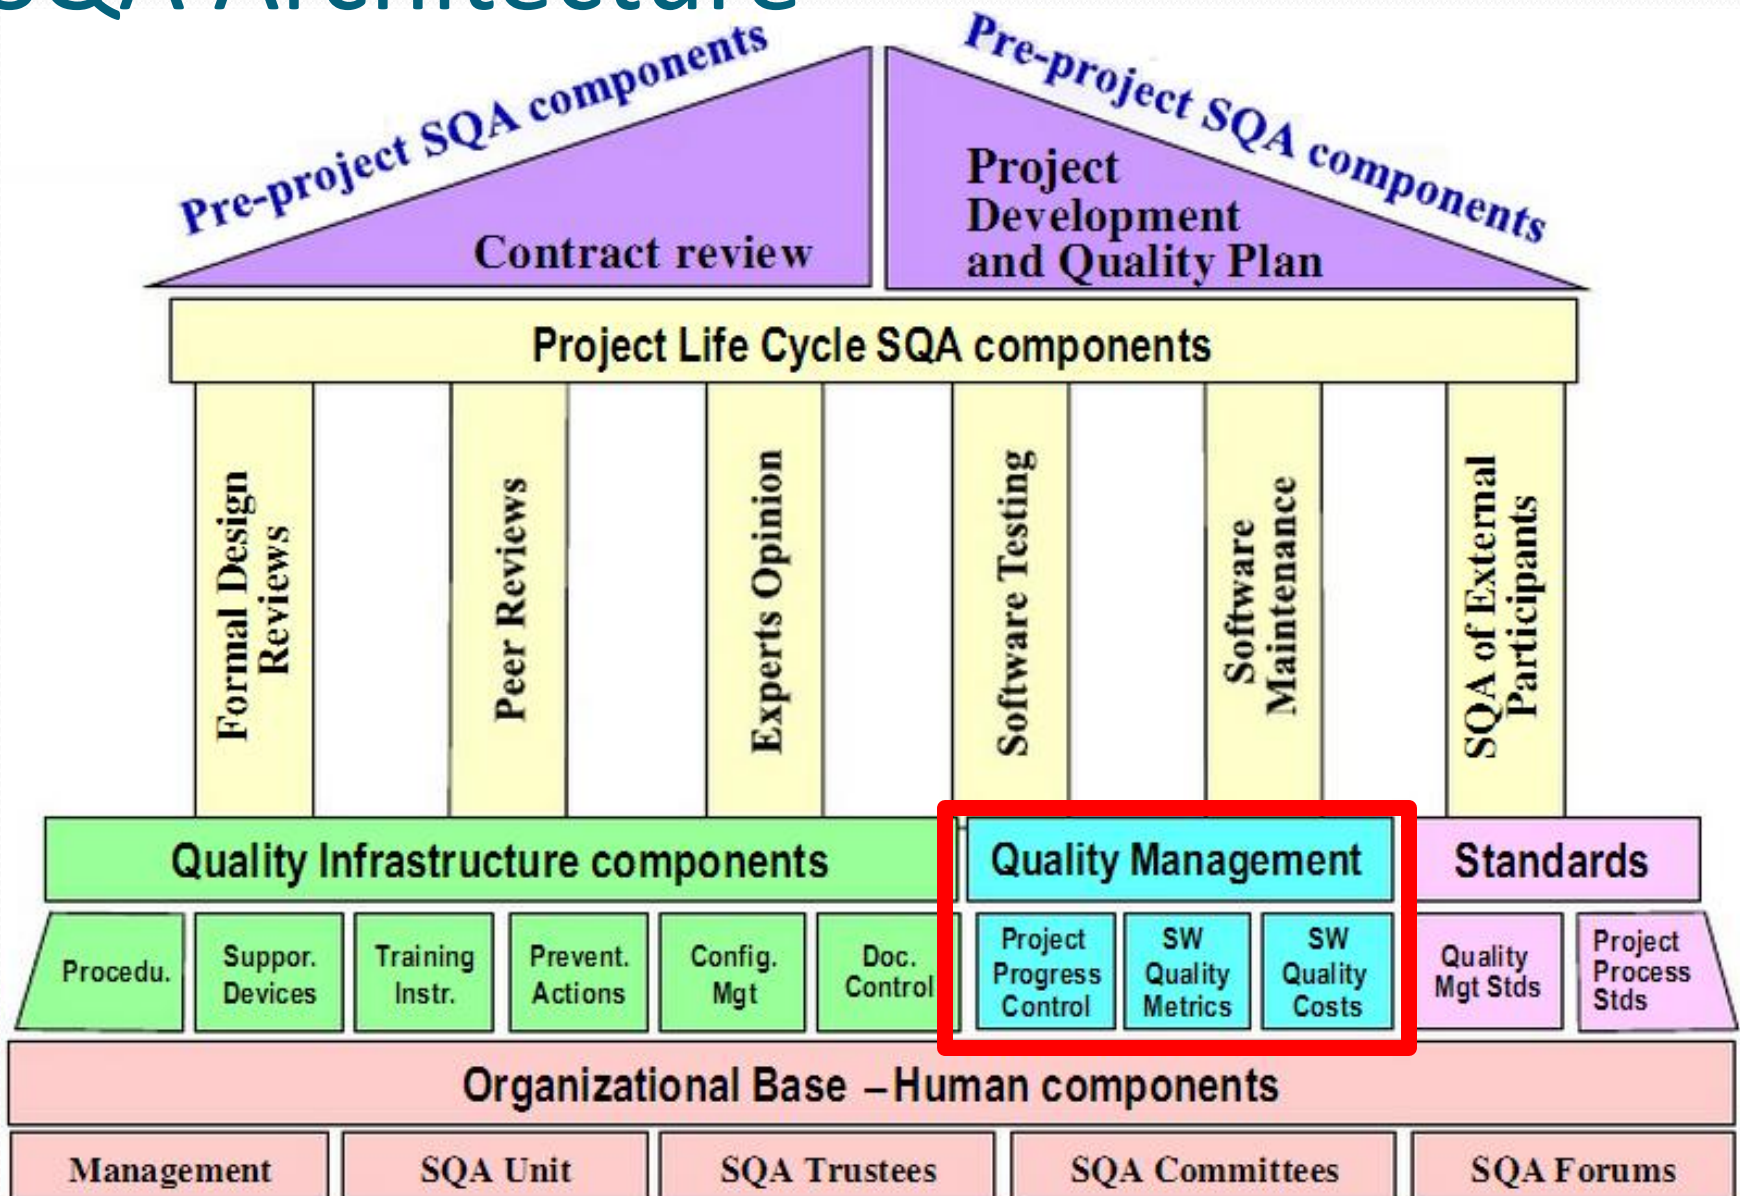 SQA Architecture
Pre-project SQA components
Pre-project SQA components
Contract review
Project
Development
and Quality Plan
Project Life Cycle SQA components
Formal Design
Reviews
Peer Reviews
Experts Opinion
Software Testing
Software
Maintenance
SQA of External
Participants
Quality Infrastructure components
Quality Management
Standards
Procedu.
Suppor.
Devices
Training
Instr.
Prevent.
Actions
Config.
Mgt
Doc.
Control
Project
Progress
Control
SW
Quality
Metrics
SW
Quality
Costs
Quality
Mgt Stds
Project
Process
Stds
Organizational Base – Human components
Management
SQA Unit
SQA Trustees
SQA Committees
SQA Forums